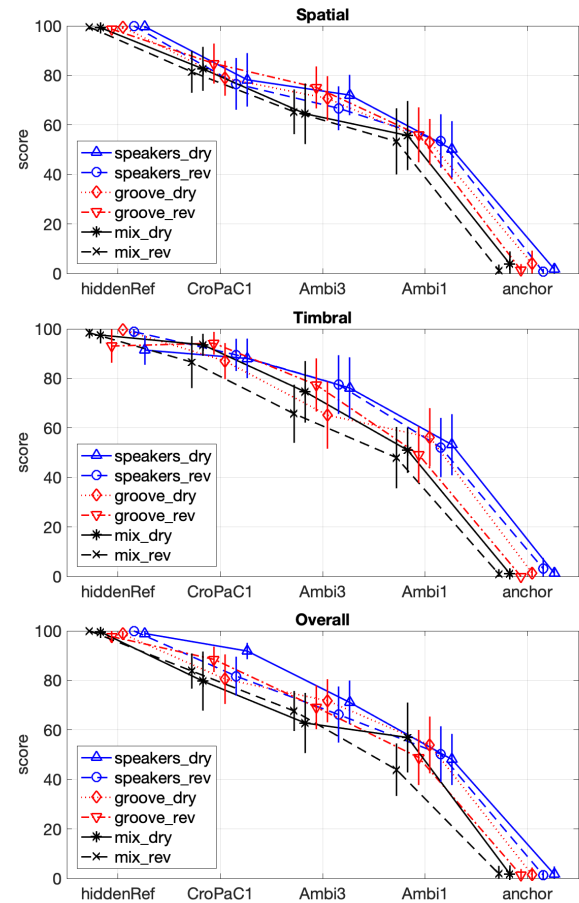 Spatial
100
80
60
40
20
0
score
speakers_dry
speakers_rev
groove_dry
groove_rev
mix_dry
mix_rev
hiddenRef CroPaC1 Ambi3 Ambi1 anchor
Timbral
100
80
60
40
20
0
score
speakers_dry
speakers_rev
groove_dry
groove_rev
mix_dry
mix_rev
hiddenRef CroPaC1 Ambi3 Ambi1 anchor
Overall
100
80
60
40
20
0
score
speakers_dry
speakers_rev
groove_dry
groove_rev
mix_dry
mix_rev
hiddenRef CroPaC1 Ambi3 Ambi1 anchor